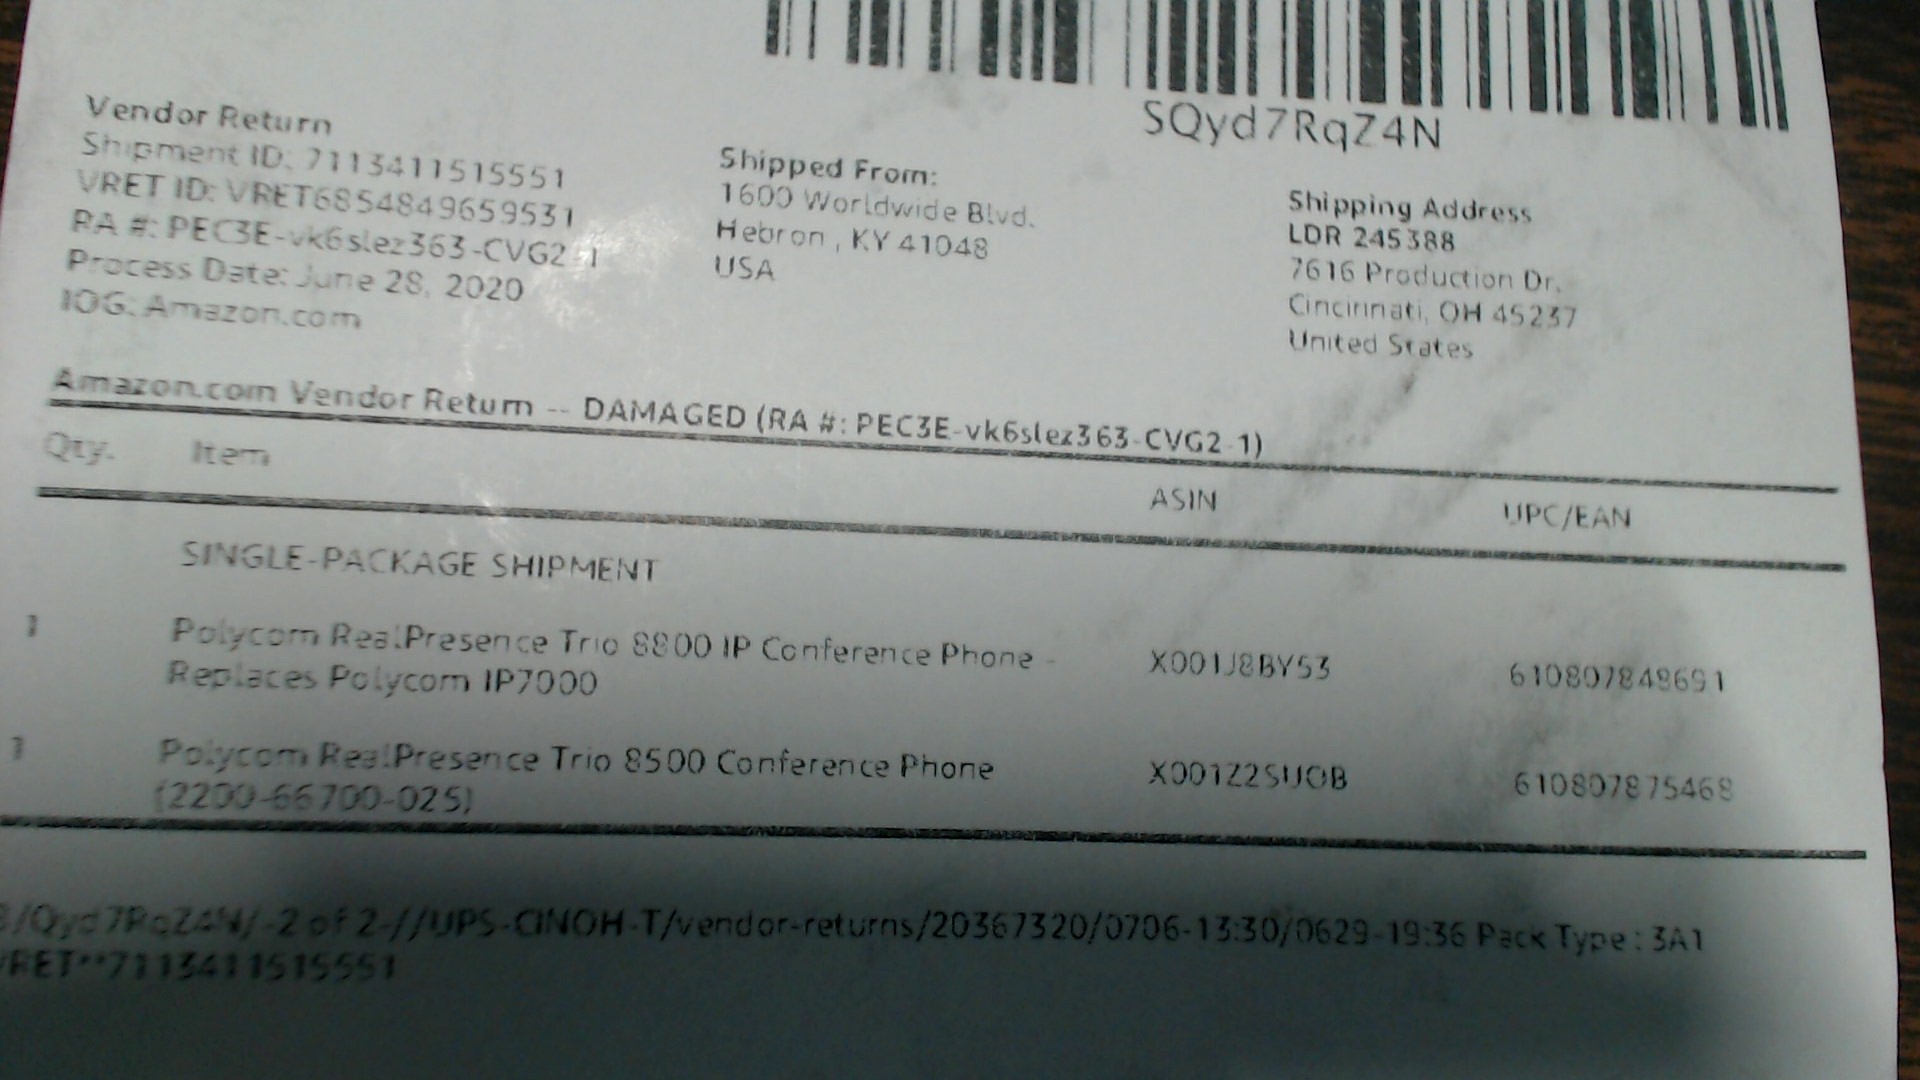 SQyd7RqZ4N
Vendor Return
Shipment ID: 7113411515551
VRET ID: VRET6854849659531
RA #: PEC3E-vk6slez363-CVG2-1
Process Date: June 28, 2020
IOG: Amazon.com
Shipped From:
1600 Worldwide Blvd.
Hebron , KY 41048
USA
Shipping Address
LDR 245388
7616 Production Dr.
Cincinnati, OH 45237
United States
Amazon.com Vendor Return -- DAMAGED (RA #: PEC3E-vk6slez363-CVG2-1)
Qty. Item ASIN UPC/EAN
SINGLE-PACKAGE SHIPMENT
1 Polycom RealPresence Trio 8800 IP Conference Phone - X001J8BY53 610807848691
Replaces Polycom IP7000
1 Polycom RealPresence Trio 8500 Conference Phone X001Z2SUOB 610807875468
(2200-66700-025)
/Qyd7RqZ4N/-2 of 2-//UPS-CINOH-T/vendor-returns/20367320/0706-13:30/0629-19:36 Pack Type : 3A1
VRET**7113411515551